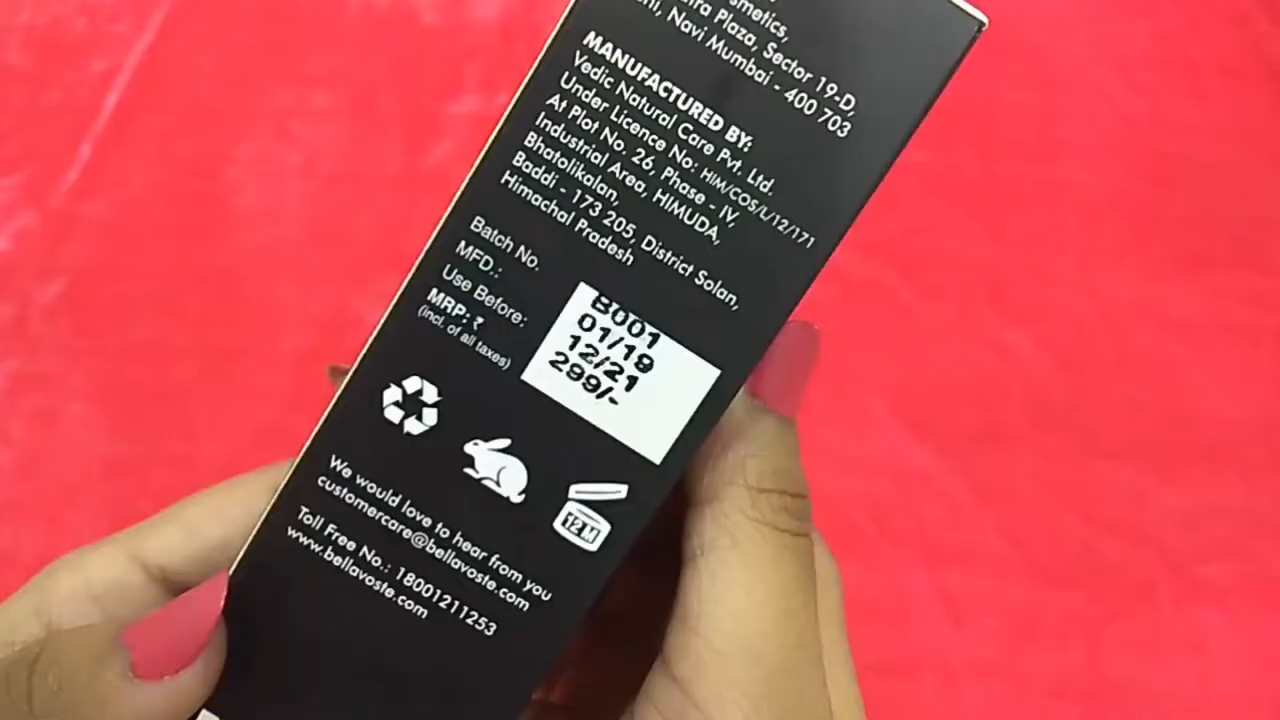 smetics,
Plaza, Sector 19-D,
Navi Mumbai - 400 703
MANUFACTURED BY:
Vedic Natural Care Pvt. Ltd.
Under Licence No: HIM/COS/L/12/171
At Plot No. 26, Phase - IV,
Industrial Area, HIMUDA,
Bhatolikalan,
Baddi - 173 205, District Solan,
Himachal Pradesh
Batch No. B001
MFD.: 01/19
Use Before: 12/21
MRP: ₹ 299/-
(incl. of all taxes)
12M
We would love to hear from you
customercare@bellavoste.com
Toll Free No.: 18001211253
www.bellavoste.com